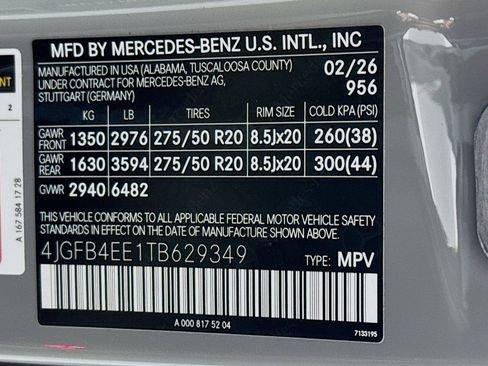 MFD BY MERCEDES-BENZ U.S. INTL., INC
MANUFACTURED IN USA (ALABAMA, TUSCALOOSA COUNTY) 02/26
UNDER CONTRACT FOR MERCEDES-BENZ AG, 956
STUTTGART (GERMANY)
KG LB TIRES RIM SIZE COLD KPA (PSI)
GAWR FRONT 1350 2976 275/50 R20 8.5Jx20 260(38)
GAWR REAR 1630 3594 275/50 R20 8.5Jx20 300(44)
GVWR 2940 6482
THIS VEHICLE CONFORMS TO ALL APPLICABLE FEDERAL MOTOR VEHICLE SAFETY
STANDARDS IN EFFECT ON THE DATE OF MANUFACTURE SHOWN ABOVE.
4JGFB4EE1TB629349 TYPE: MPV
A 000 817 52 04
7133195
2
A 167 584 17 28